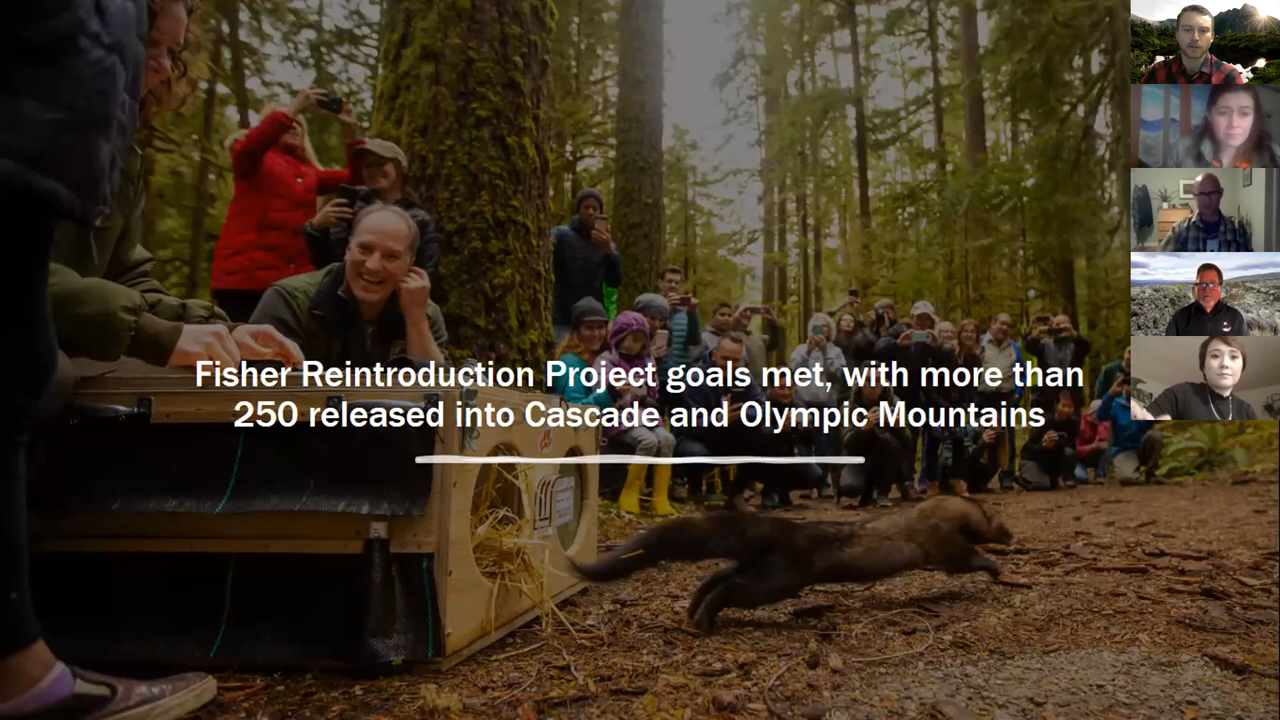 Fisher Reintroduction Project goals met, with more than
250 released into Cascade and Olympic Mountains